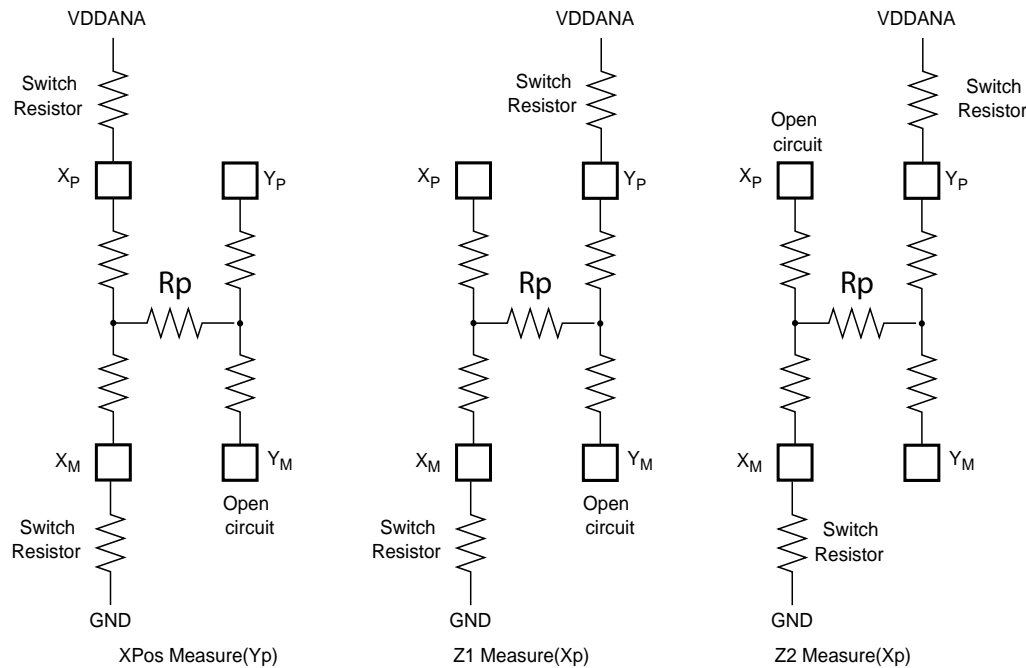 VDDANA
Switch
Resistor
X_P
Y_P
Rp
X_M
Y_M
Open
circuit
Switch
Resistor
GND
XPos Measure(Yp)
VDDANA
Switch
Resistor
X_P
Y_P
Rp
X_M
Y_M
Open
circuit
Switch
Resistor
GND
Z1 Measure(Xp)
VDDANA
Switch
Resistor
Open
circuit
X_P
Y_P
Rp
X_M
Y_M
Switch
Resistor
GND
Z2 Measure(Xp)